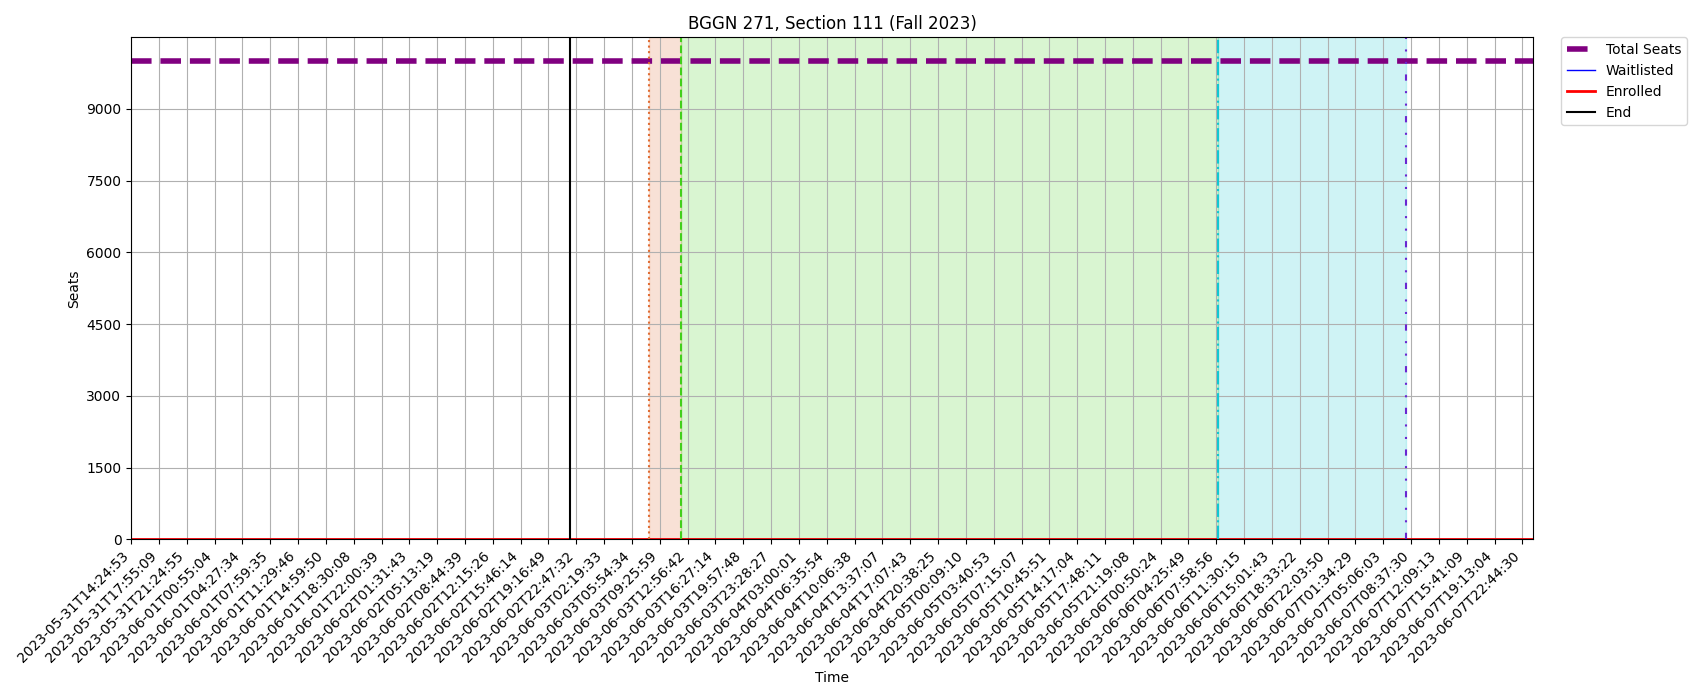 BGGN 271, Section 111 (Fall 2023)
Total Seats
Waitlisted
Enrolled
End
Seats
9000
7500
6000
4500
3000
1500
0
2023-05-31T14:24:53
2023-05-31T17:55:09
2023-05-31T21:24:55
2023-06-01T00:55:04
2023-06-01T04:27:34
2023-06-01T07:59:35
2023-06-01T11:29:46
2023-06-01T14:59:50
2023-06-01T18:30:08
2023-06-01T22:00:39
2023-06-02T01:31:43
2023-06-02T05:13:19
2023-06-02T08:44:39
2023-06-02T12:15:26
2023-06-02T15:46:14
2023-06-02T19:16:49
2023-06-02T22:47:32
2023-06-03T02:19:33
2023-06-03T05:54:34
2023-06-03T09:25:59
2023-06-03T12:56:42
2023-06-03T16:27:14
2023-06-03T19:57:48
2023-06-03T23:28:27
2023-06-04T03:00:01
2023-06-04T06:35:54
2023-06-04T10:06:38
2023-06-04T13:37:07
2023-06-04T17:07:43
2023-06-04T20:38:25
2023-06-05T00:09:10
2023-06-05T03:40:53
2023-06-05T07:15:07
2023-06-05T10:45:51
2023-06-05T14:17:04
2023-06-05T17:48:11
2023-06-05T21:19:08
2023-06-06T00:50:24
2023-06-06T04:25:49
2023-06-06T07:58:56
2023-06-06T11:30:15
2023-06-06T15:01:43
2023-06-06T18:33:22
2023-06-06T22:03:50
2023-06-07T01:34:29
2023-06-07T05:06:03
2023-06-07T08:37:30
2023-06-07T12:09:13
2023-06-07T15:41:09
2023-06-07T19:13:04
2023-06-07T22:44:30
Time